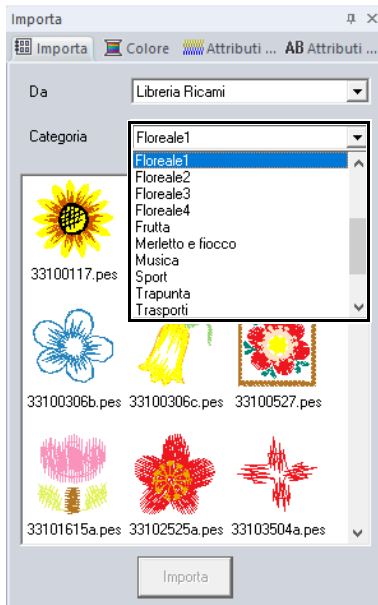 Importa
Importa Colore Attributi ... AB Attributi ...
Da Libreria Ricami
Categoria Floreale1
Floreale1
Floreale2
Floreale3
Floreale4
Frutta
Merletto e fiocco
Musica
Sport
Trapunta
Trasporti
33100117.pes
33100306b.pes 33100306c.pes 33100527.pes
33101615a.pes 33102525a.pes 33103504a.pes
Importa